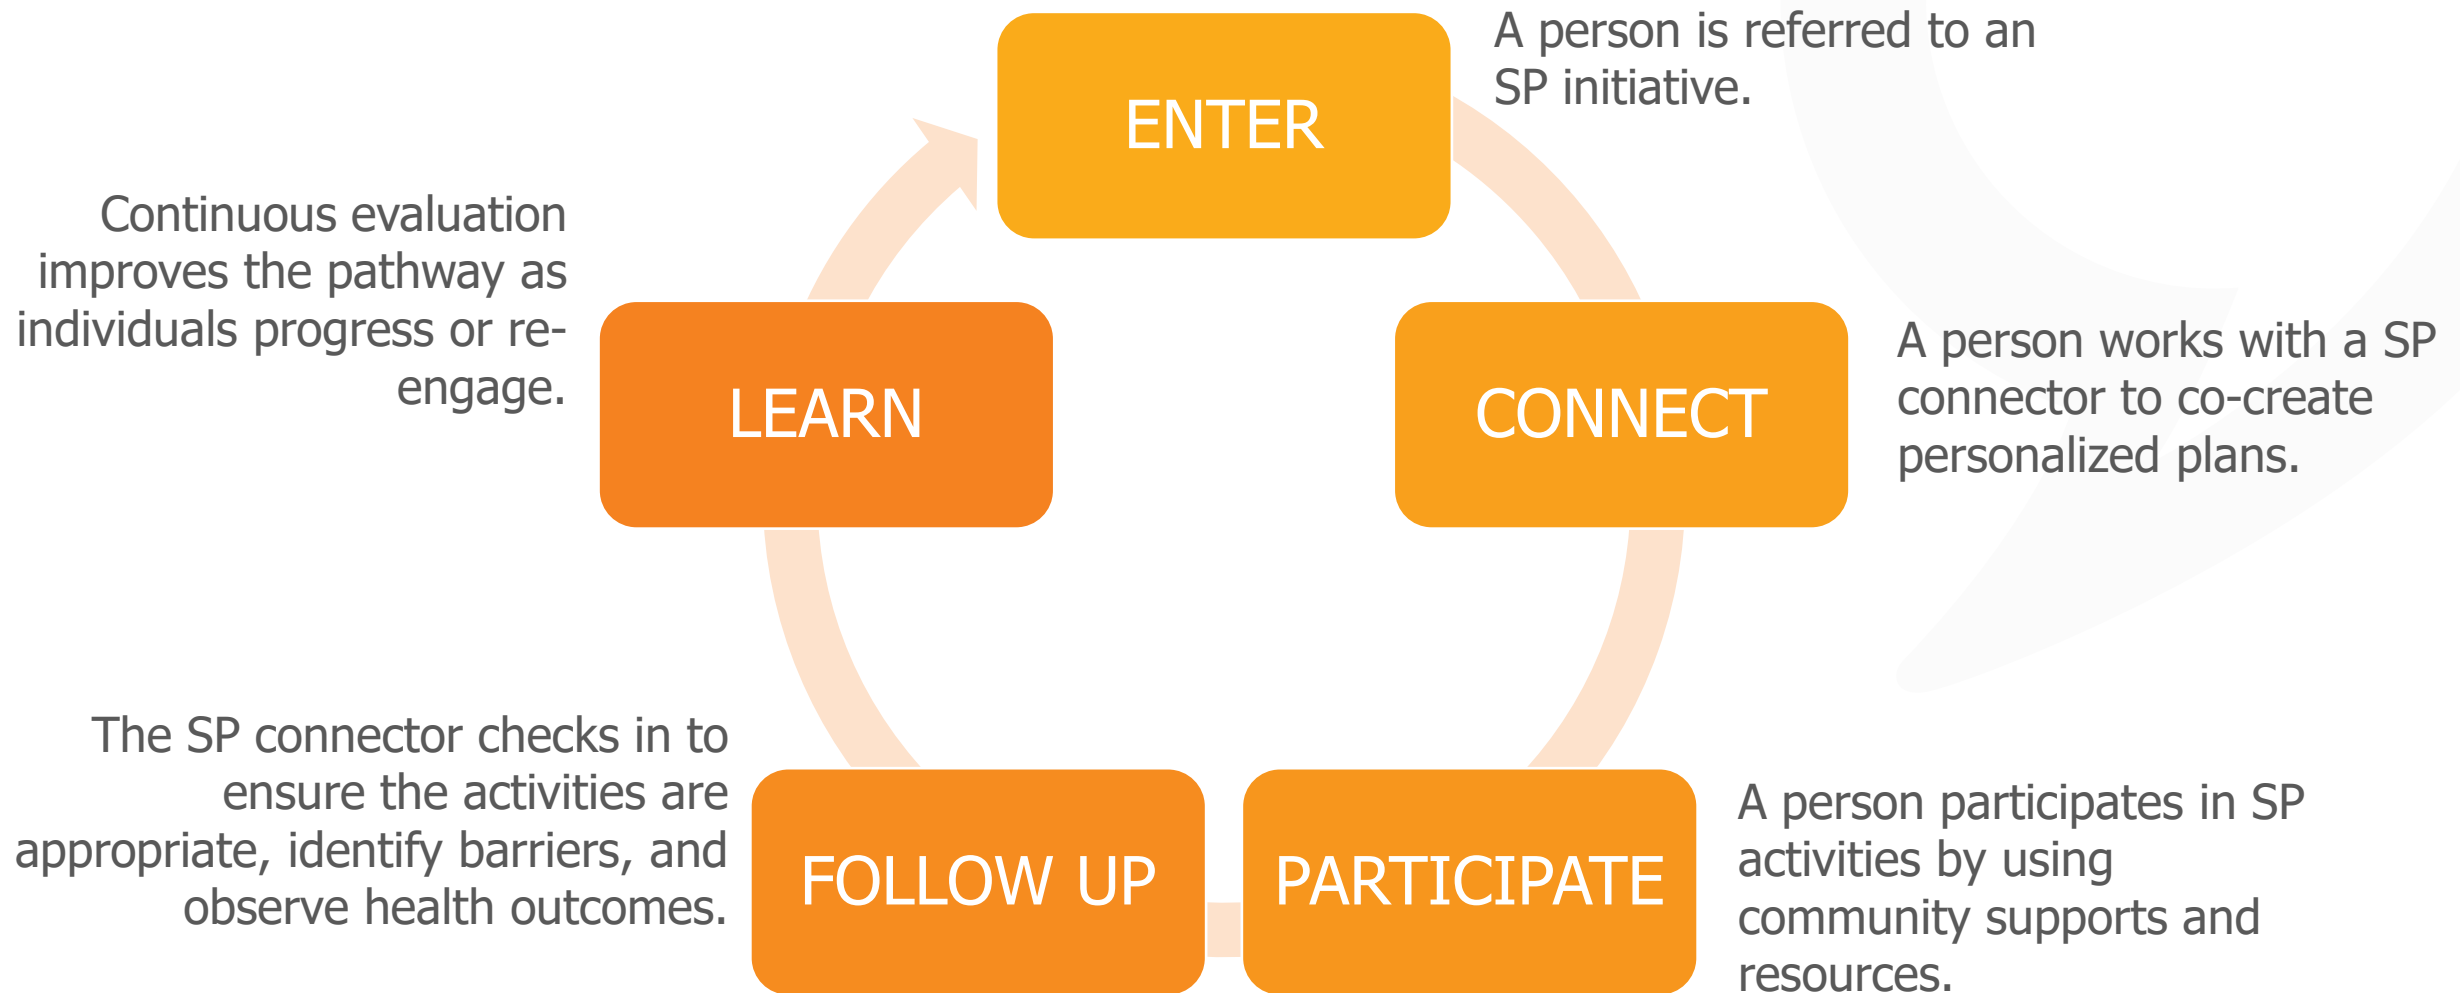 ENTER
A person is referred to an
SP initiative.
CONNECT
A person works with a SP
connector to co-create
personalized plans.
PARTICIPATE
A person participates in SP
activities by using
community supports and
resources.
FOLLOW UP
The SP connector checks in to
ensure the activities are
appropriate, identify barriers, and
observe health outcomes.
LEARN
Continuous evaluation
improves the pathway as
individuals progress or re-
engage.